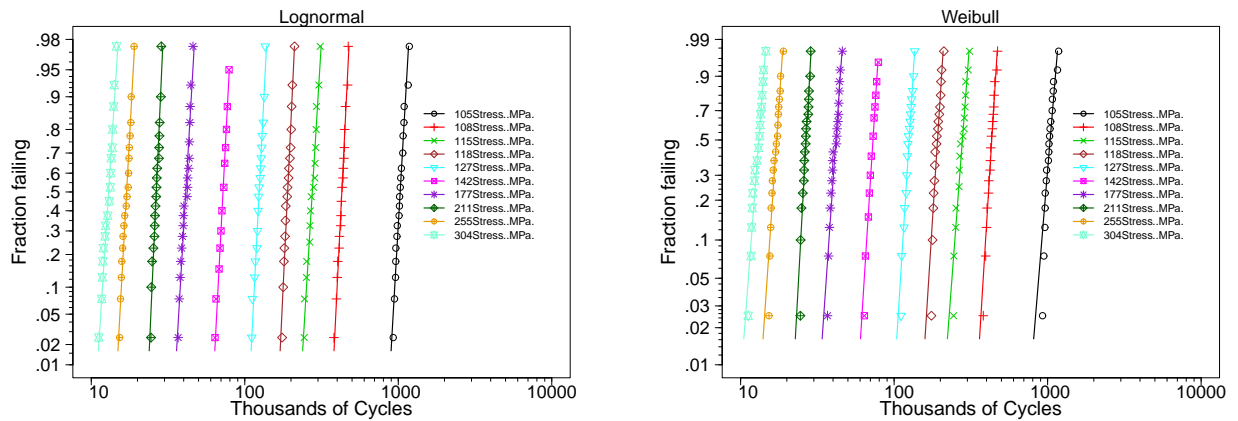 Lognormal
.98
.95
.9
.8
.7
.6
.5
.4
.3
.2
.1
.05
.02
.01
Fraction failing
10
100
1000
10000
Thousands of Cycles
105Stress..MPa.
108Stress..MPa.
115Stress..MPa.
118Stress..MPa.
127Stress..MPa.
142Stress..MPa.
177Stress..MPa.
211Stress..MPa.
255Stress..MPa.
304Stress..MPa.
Weibull
.99
.9
.7
.5
.3
.2
.1
.05
.03
.02
.01
Fraction failing
10
100
1000
10000
Thousands of Cycles
105Stress..MPa.
108Stress..MPa.
115Stress..MPa.
118Stress..MPa.
127Stress..MPa.
142Stress..MPa.
177Stress..MPa.
211Stress..MPa.
255Stress..MPa.
304Stress..MPa.